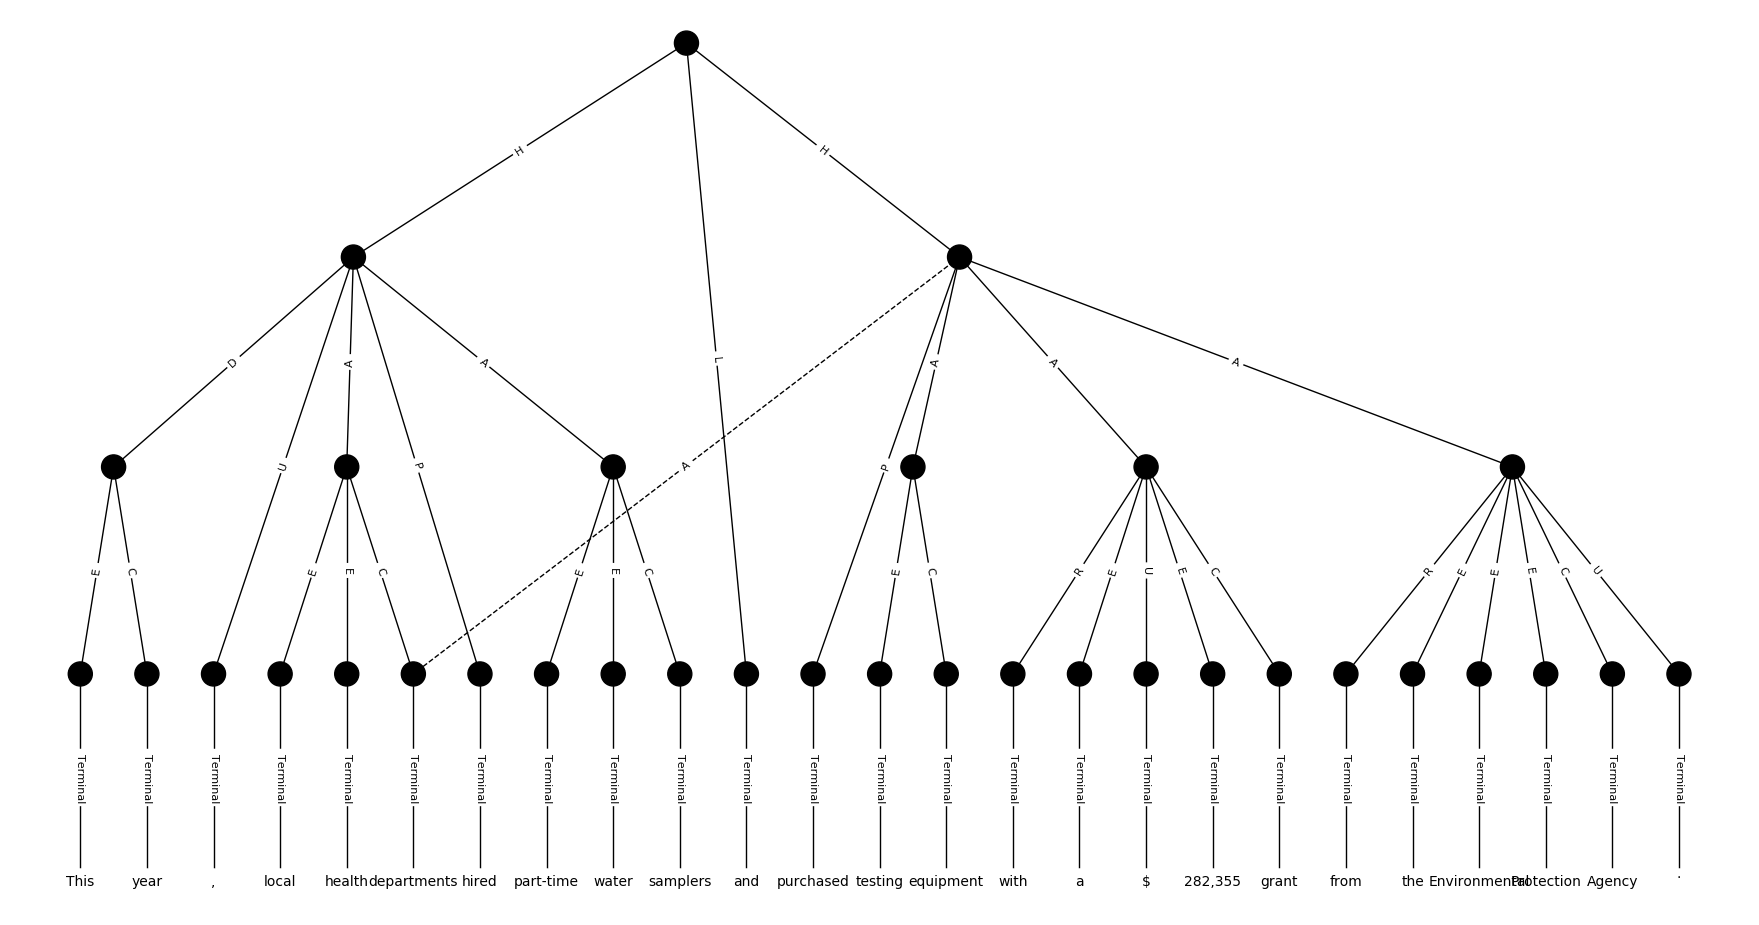 H H
D U A P A L A P A A A
E C E E C E E C E C R E U E C R E E E C U
Terminal Terminal Terminal Terminal Terminal Terminal Terminal Terminal Terminal Terminal Terminal Terminal Terminal Terminal Terminal Terminal Terminal Terminal Terminal Terminal Terminal Terminal Terminal Terminal Terminal
This year , local health departments hired part-time water samplers and purchased testing equipment with a $ 282,355 grant from the Environmental Protection Agency .